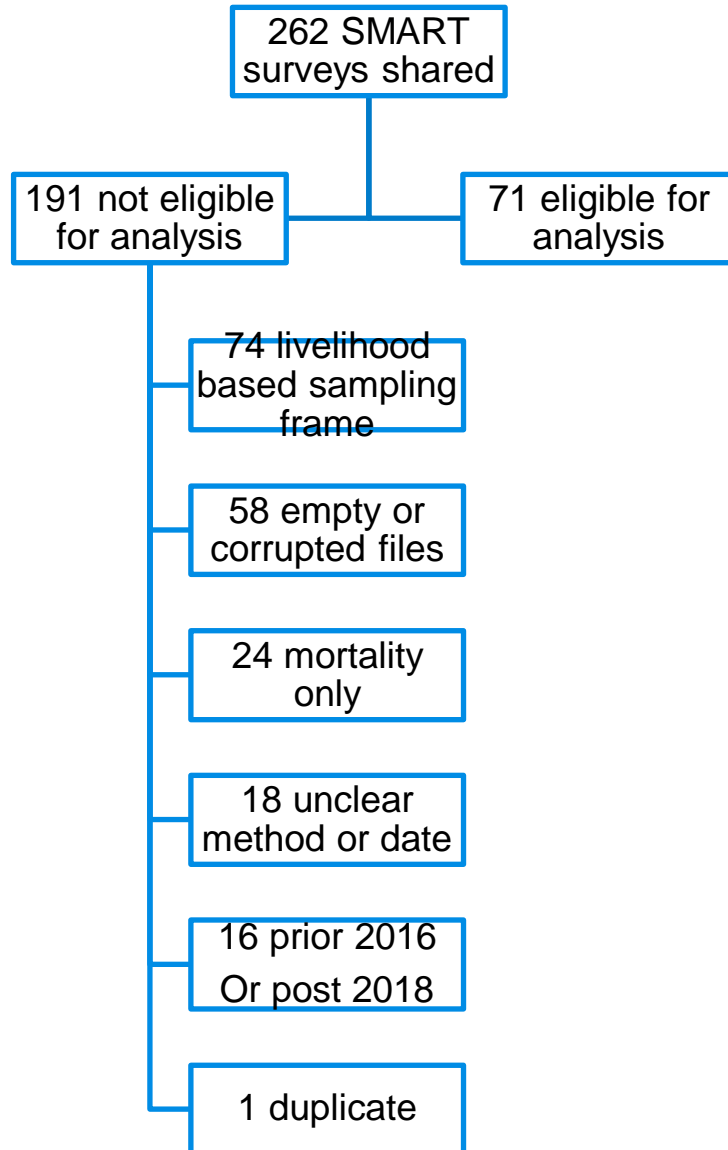 262 SMART
surveys shared
191 not eligible
for analysis
71 eligible for
analysis
74 livelihood
based sampling
frame
58 empty or
corrupted files
24 mortality
only
18 unclear
method or date
16 prior 2016
Or post 2018
1 duplicate